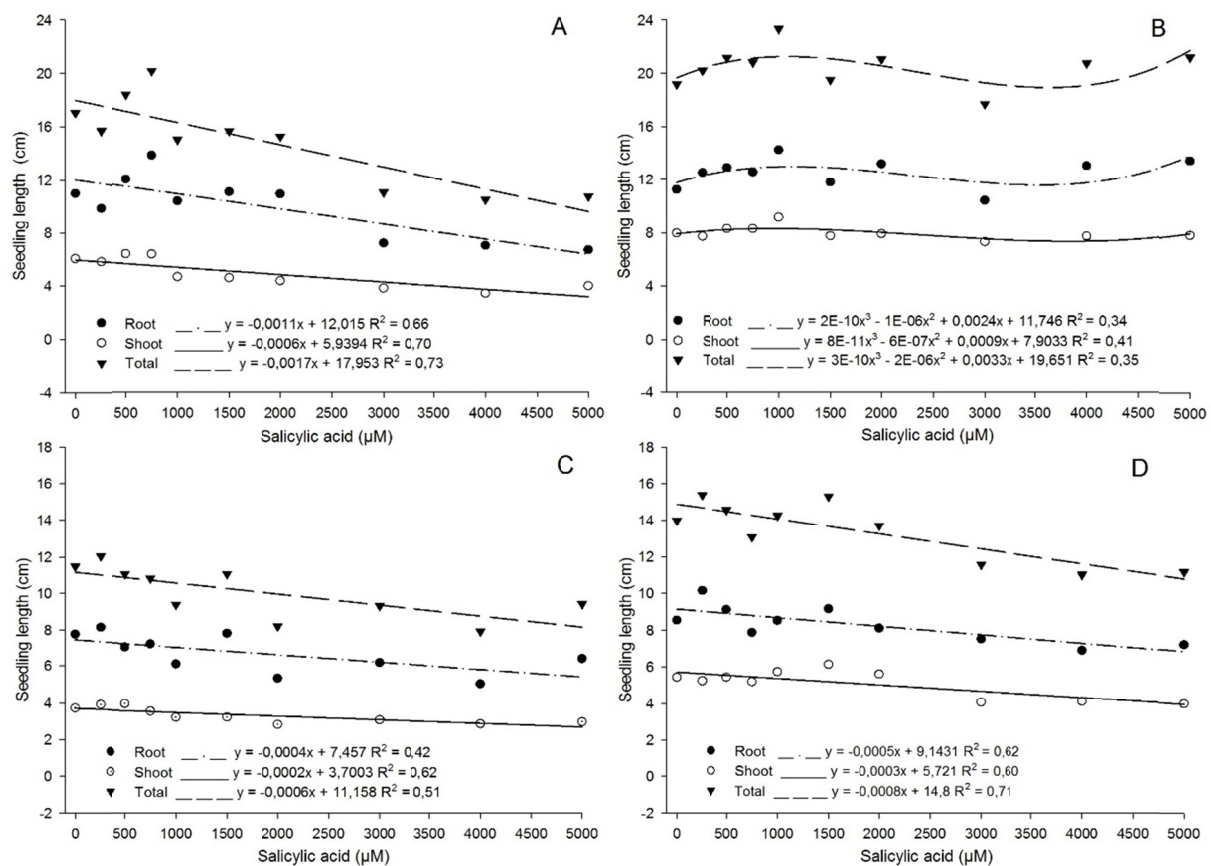 A
Seedling length (cm)
24
20
16
12
8
4
0
-4
Root y = -0,0011x + 12,015 R² = 0,66
Shoot y = -0,0006x + 5,9394 R² = 0,70
Total y = -0,0017x + 17,953 R² = 0,73
0 500 1000 1500 2000 2500 3000 3500 4000 4500 5000
Salicylic acid (µM)
B
Seedling length (cm)
24
20
16
12
8
4
0
-4
Root y = 2E-10x³ - 1E-06x² + 0,0024x + 11,746 R² = 0,34
Shoot y = 8E-11x³ - 6E-07x² + 0,0009x + 7,9033 R² = 0,41
Total y = 3E-10x³ - 2E-06x² + 0,0033x + 19,651 R² = 0,35
0 500 1000 1500 2000 2500 3000 3500 4000 4500 5000
Salicylic acid (µM)
C
Seedling length (cm)
18
16
14
12
10
8
6
4
2
0
-2
Root y = -0,0004x + 7,457 R² = 0,42
Shoot y = -0,0002x + 3,7003 R² = 0,62
Total y = -0,0006x + 11,158 R² = 0,51
0 500 1000 1500 2000 2500 3000 3500 4000 4500 5000
Salicylic acid (µM)
D
Seedling length (cm)
18
16
14
12
10
8
6
4
2
0
-2
Root y = -0,0005x + 9,1431 R² = 0,62
Shoot y = -0,0003x + 5,721 R² = 0,60
Total y = -0,0008x + 14,8 R² = 0,71
0 500 1000 1500 2000 2500 3000 3500 4000 4500 5000
Salicylic acid (µM)